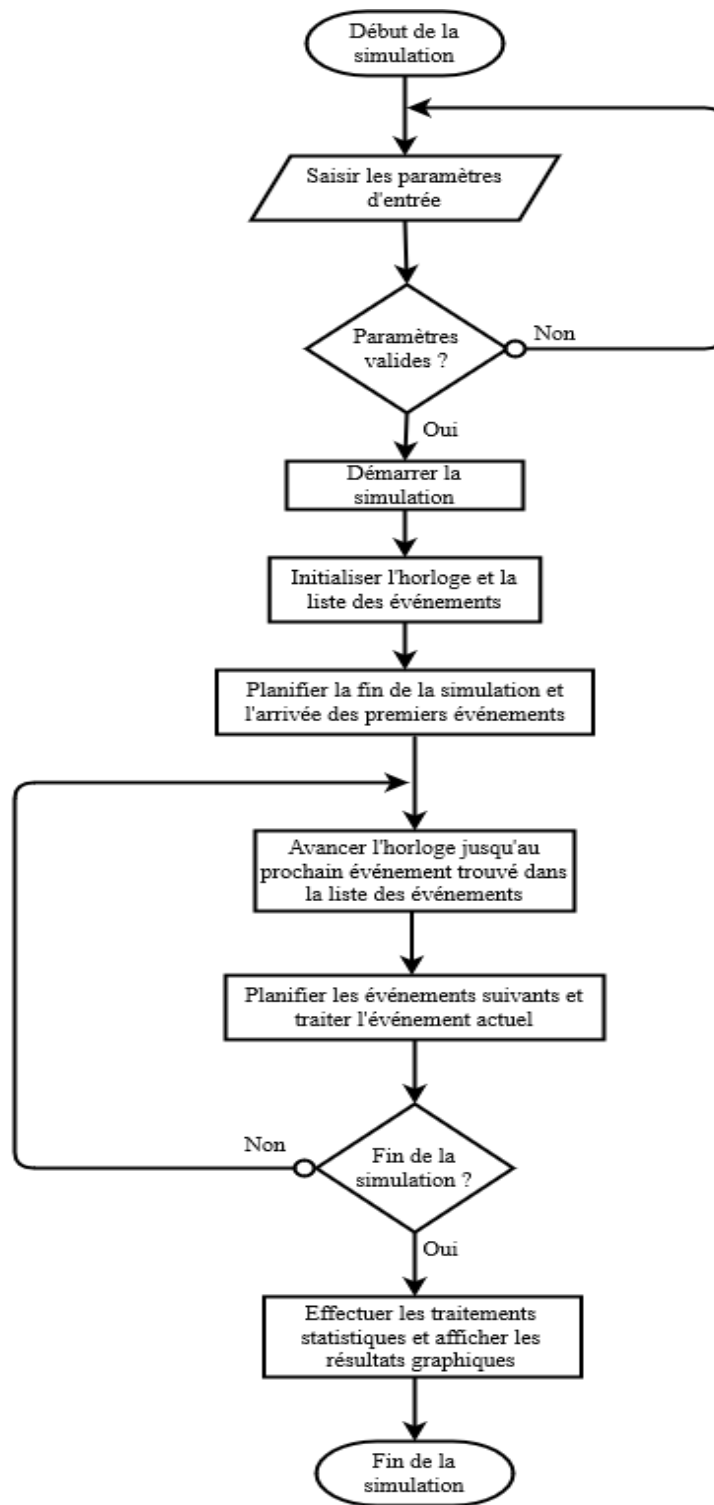 Début de la
simulation
Saisir les paramètres
d'entrée
Paramètres
valides ?
Non
Oui
Démarrer la
simulation
Initialiser l'horloge et la
liste des événements
Planifier la fin de la simulation et
l'arrivée des premiers événements
Avancer l'horloge jusqu'au
prochain événement trouvé dans
la liste des événements
Planifier les événements suivants et
traiter l'événement actuel
Non
Fin de la
simulation ?
Oui
Effectuer les traitements
statistiques et afficher les
résultats graphiques
Fin de la
simulation